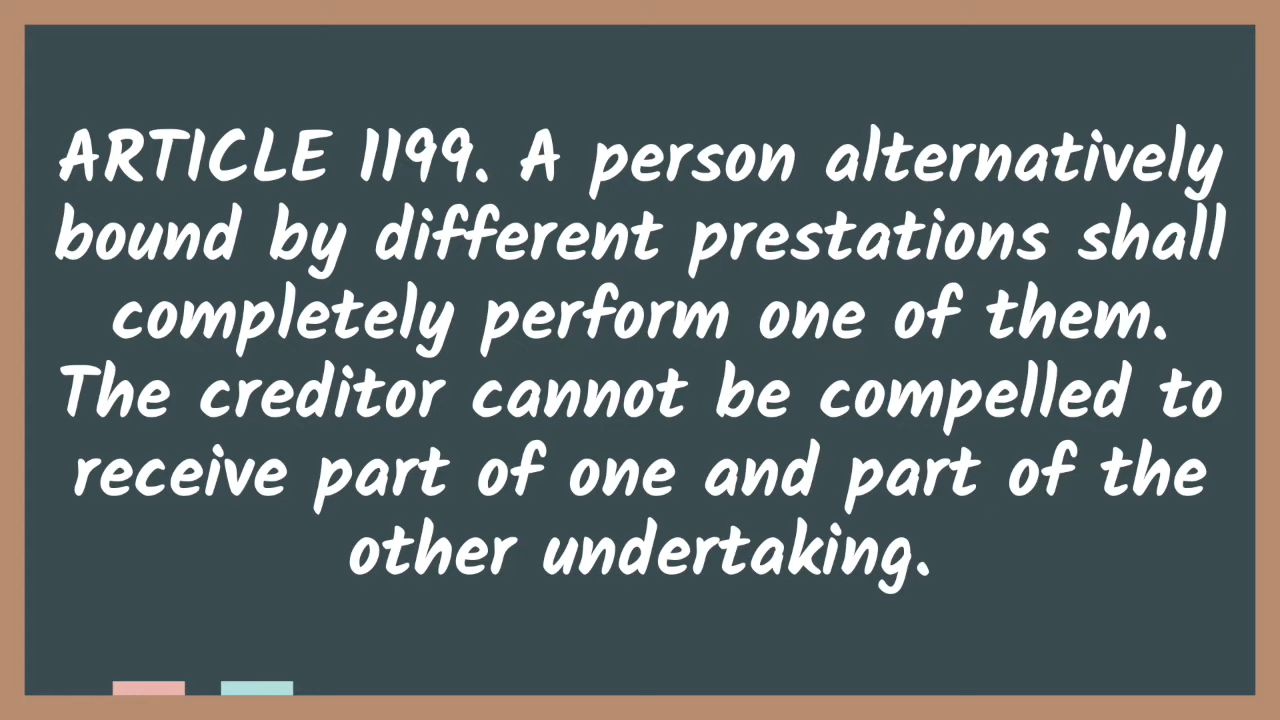 ARTICLE 1199. A person alternatively
bound by different prestations shall
completely perform one of them.
The creditor cannot be compelled to
receive part of one and part of the
other undertaking.